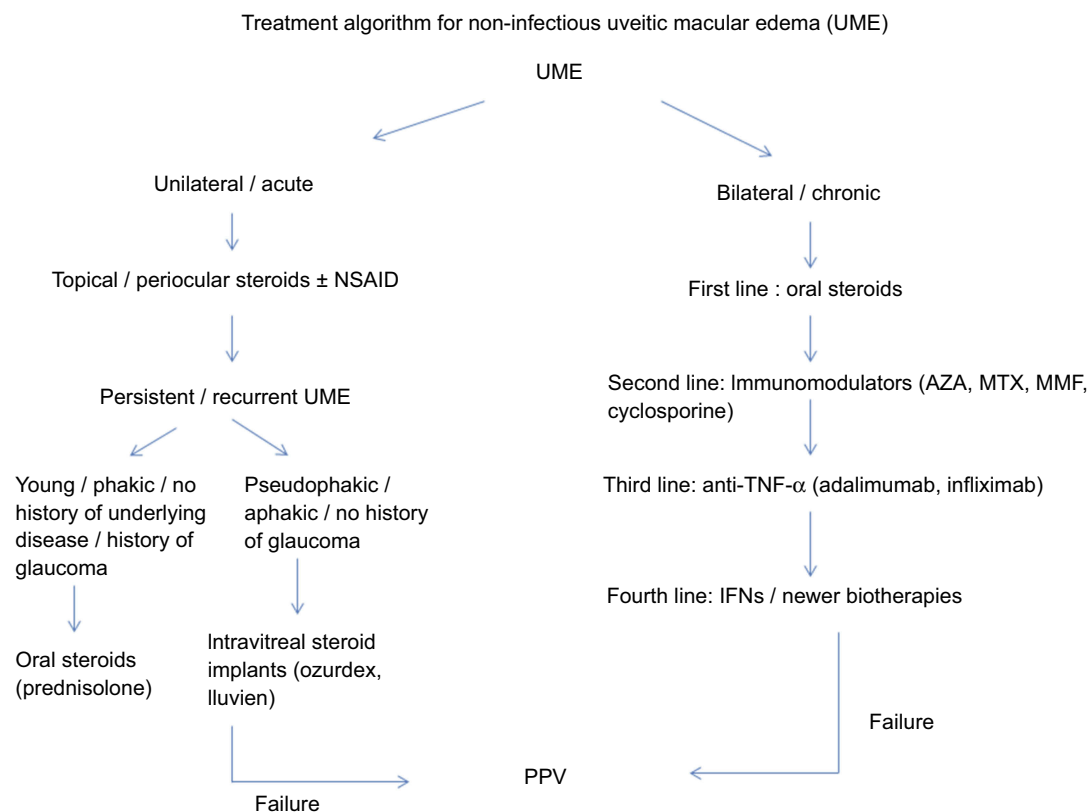 Treatment algorithm for non-infectious uveitic macular edema (UME)
UME
Unilateral / acute
Topical / periocular steroids ± NSAID
Persistent / recurrent UME
Young / phakic / no
history of underlying
disease / history of
glaucoma
Oral steroids
(prednisolone)
Pseudophakic /
aphakic / no history
of glaucoma
Intravitreal steroid
implants (ozurdex,
lluvien)
Failure
Bilateral / chronic
First line : oral steroids
Second line: Immunomodulators (AZA, MTX, MMF,
cyclosporine)
Third line: anti-TNF-α (adalimumab, infliximab)
Fourth line: IFNs / newer biotherapies
Failure
PPV